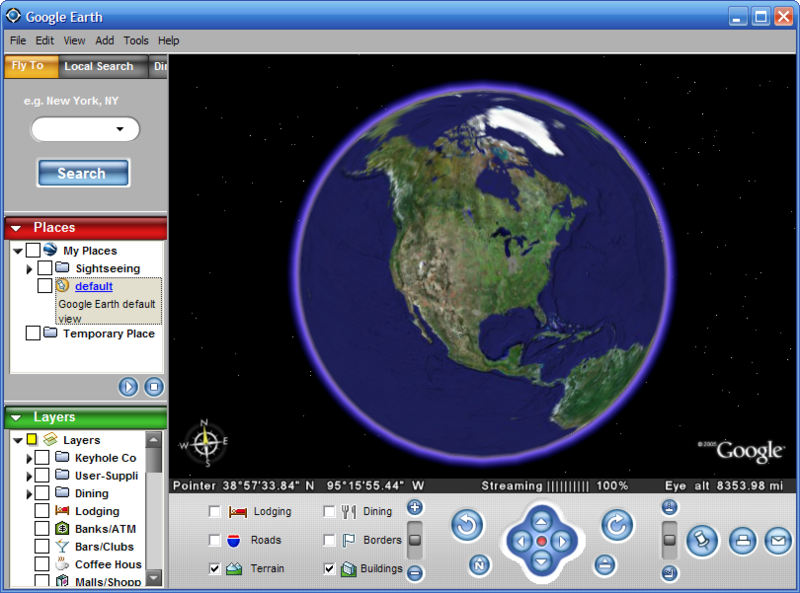 Google Earth
File Edit View Add Tools Help
Fly To Local Search Di
e.g. New York, NY
Search
Places
My Places
Sightseeing
default
Google Earth default
view
Temporary Place
Layers
Layers
Keyhole Co
User-Suppli
Dining
Lodging
Banks/ATM
Bars/Clubs
Coffee Hous
Malls/Shopp
N
W E
S
©2005 Google
Pointer 38°57'33.84" N 95°15'55.44" W Streaming |||||||||| 100% Eye alt 8353.98 mi
Lodging Dining
Roads Borders
Terrain Buildings
N